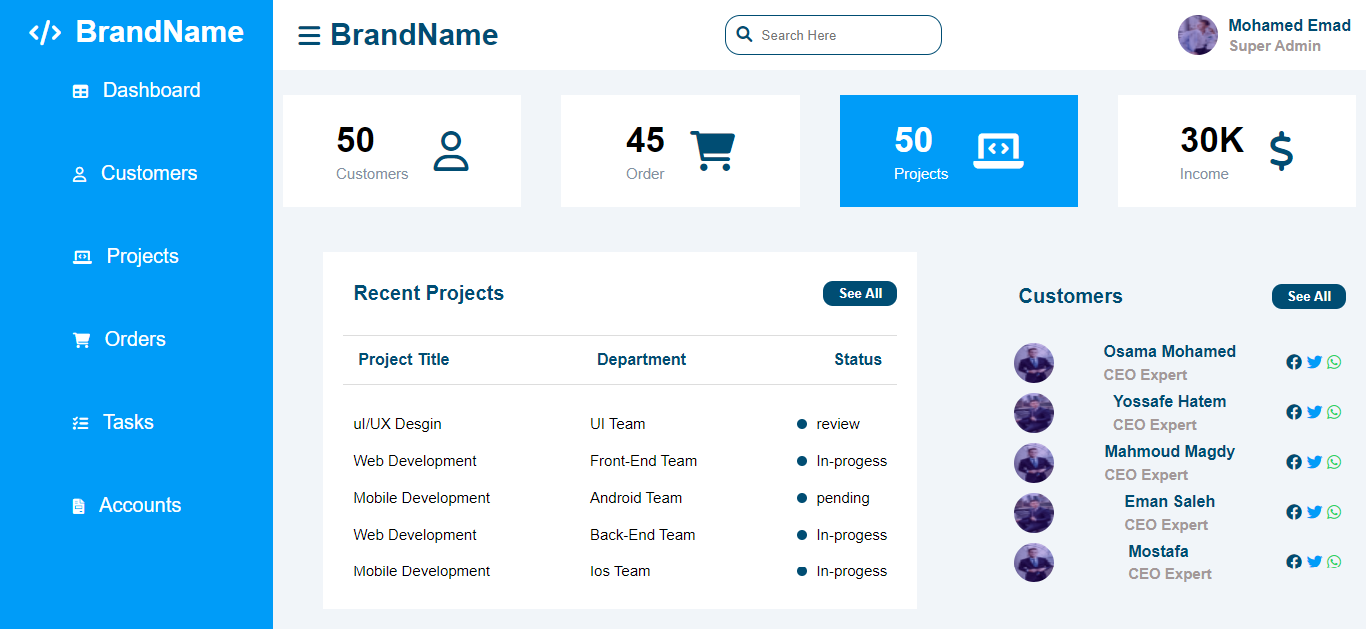 BrandName
Dashboard
Customers
Projects
Orders
Tasks
Accounts
BrandName
Search Here
Mohamed Emad
Super Admin
50
Customers
45
Order
50
Projects
30K
Income
Recent Projects
See All
Project Title Department Status
uI/UX Desgin UI Team review
Web Development Front-End Team In-progess
Mobile Development Android Team pending
Web Development Back-End Team In-progess
Mobile Development Ios Team In-progess
Customers
See All
Osama Mohamed
CEO Expert
Yossafe Hatem
CEO Expert
Mahmoud Magdy
CEO Expert
Eman Saleh
CEO Expert
Mostafa
CEO Expert